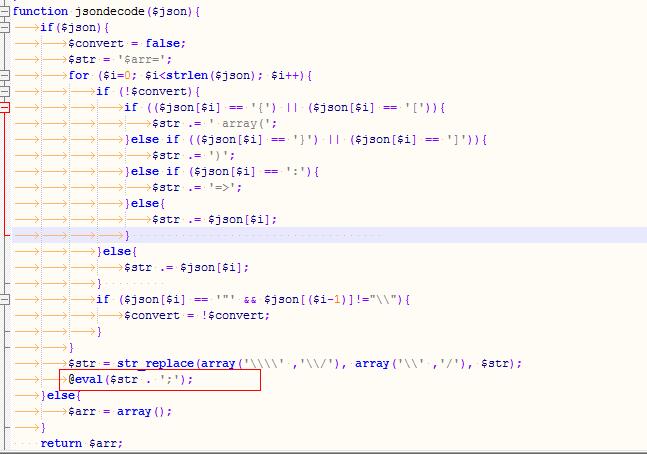 function jsondecode($json){
if($json){
$convert = false;
$str = '$arr=';
for ($i=0; $i<strlen($json); $i++){
if (!$convert){
if (($json[$i] == '{') || ($json[$i] == '[')){
$str .= ' array(';
}else if (($json[$i] == '}') || ($json[$i] == ']')){
$str .= ')';
}else if ($json[$i] == ':'){
$str .= '=>';
}else{
$str .= $json[$i];
}
}else{
$str .= $json[$i];
}
if ($json[$i] == '"' && $json[($i-1)]!="\\"){
$convert = !$convert;
}
}
$str = str_replace(array('\\\\' ,'\\/'), array('\\' ,'/'), $str);
@eval($str . ';');
}else{
$arr = array();
}
return $arr;